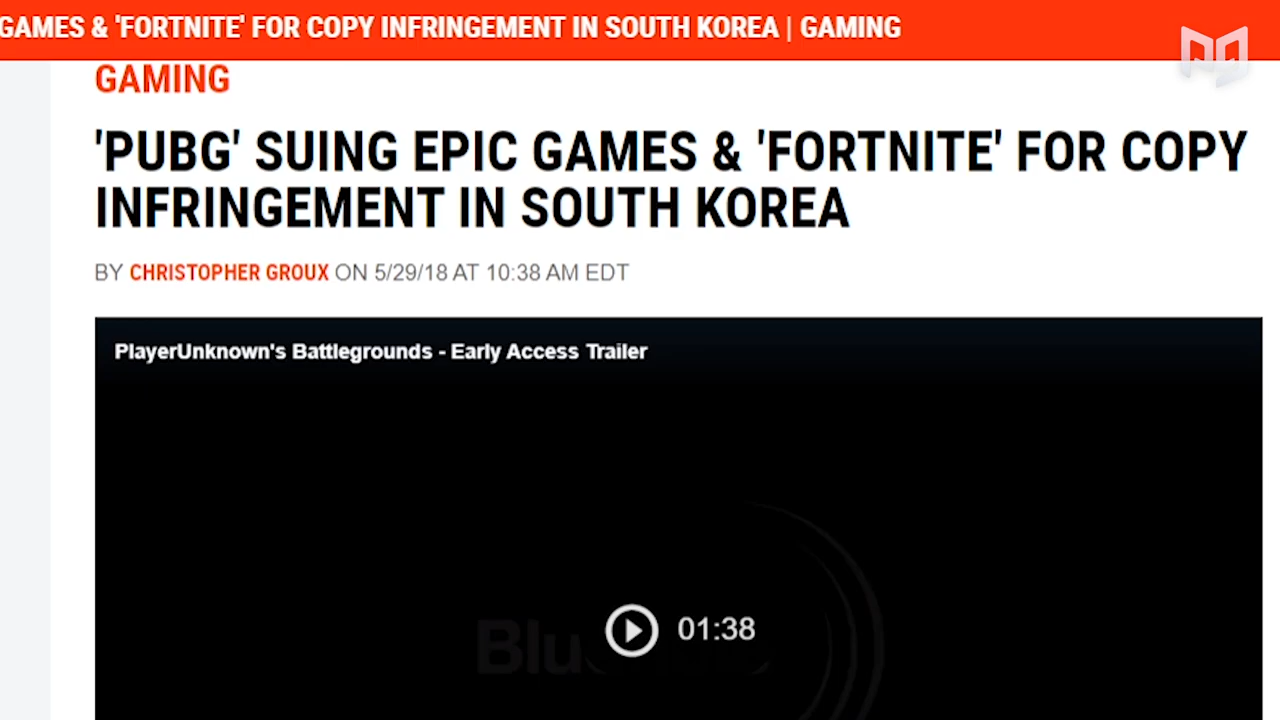 GAMES & 'FORTNITE' FOR COPY INFRINGEMENT IN SOUTH KOREA | GAMING
GAMING
'PUBG' SUING EPIC GAMES & 'FORTNITE' FOR COPY
INFRINGEMENT IN SOUTH KOREA
BY CHRISTOPHER GROUX ON 5/29/18 AT 10:38 AM EDT
PlayerUnknown's Battlegrounds - Early Access Trailer
01:38